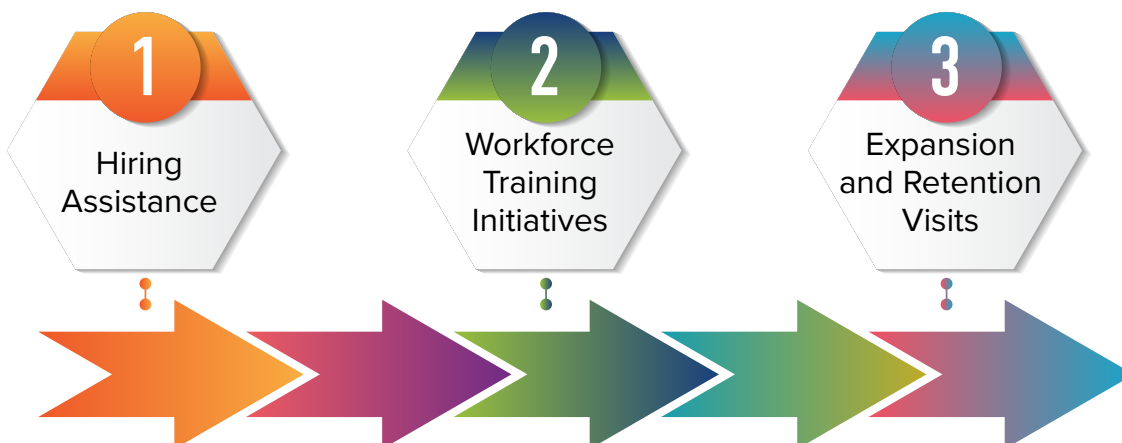 1
Hiring
Assistance
2
Workforce
Training
Initiatives
3
Expansion
and Retention
Visits